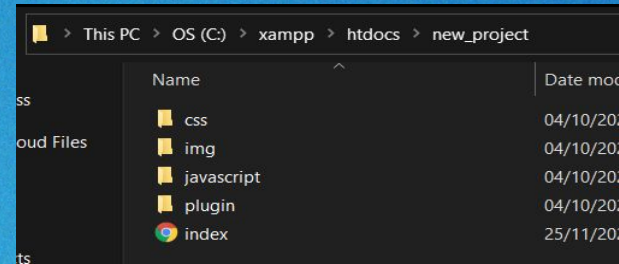 This PC > OS (C:) > xampp > htdocs > new_project
Name Date mod
ss
css 04/10/202
oud Files
img 04/10/202
javascript 04/10/202
plugin 04/10/202
index 25/11/202
ts